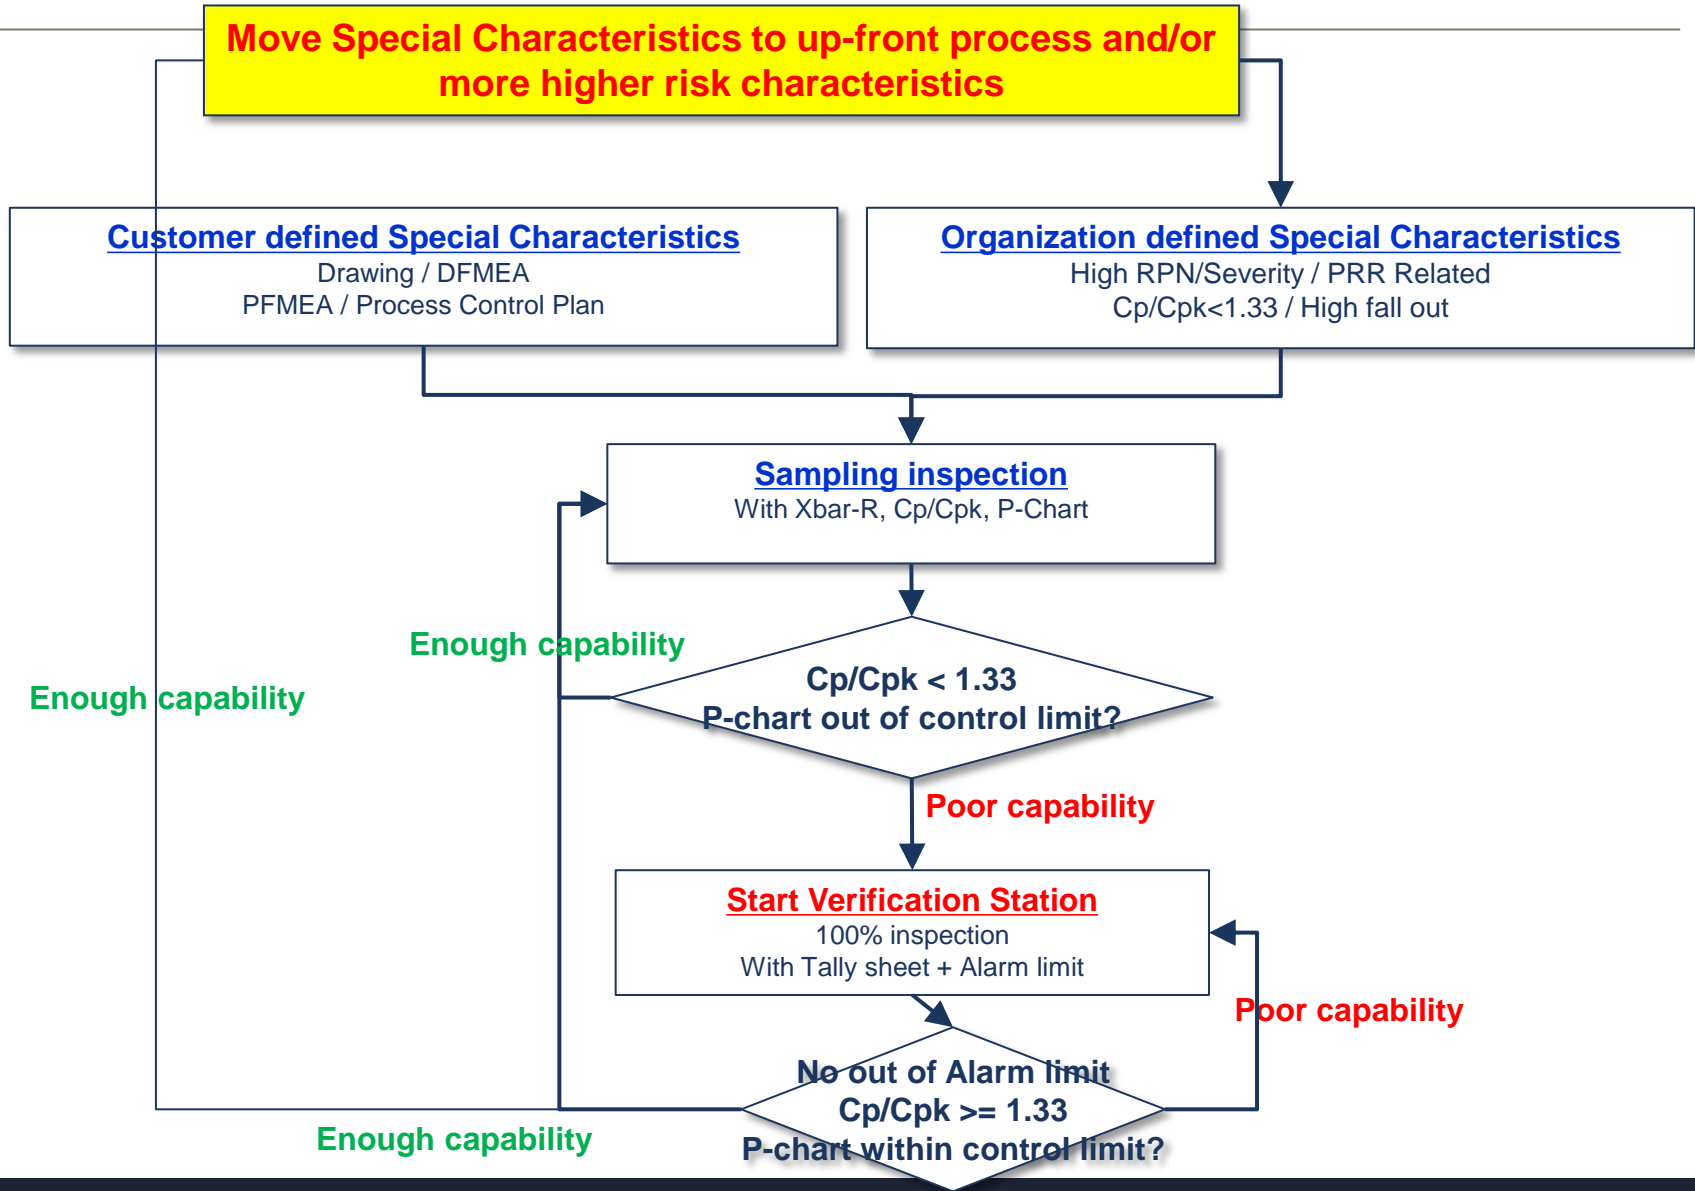 Move Special Characteristics to up-front process and/or
more higher risk characteristics
Customer defined Special Characteristics
Drawing / DFMEA
PFMEA / Process Control Plan
Organization defined Special Characteristics
High RPN/Severity / PRR Related
Cp/Cpk<1.33 / High fall out
Sampling inspection
With Xbar-R, Cp/Cpk, P-Chart
Enough capability
Enough capability
Cp/Cpk < 1.33
P-chart out of control limit?
Poor capability
Start Verification Station
100% inspection
With Tally sheet + Alarm limit
Poor capability
No out of Alarm limit
Cp/Cpk >= 1.33
P-chart within control limit?
Enough capability